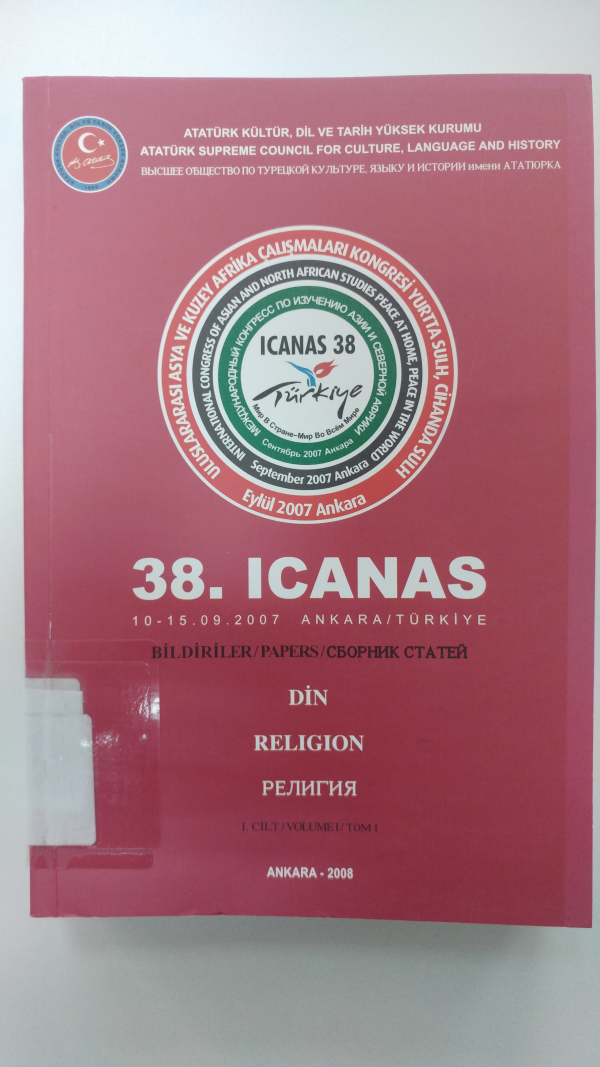 ATATÜRK KÜLTÜR, DİL VE TARİH YÜKSEK KURUMU
ATATÜRK SUPREME COUNCIL FOR CULTURE, LANGUAGE AND HISTORY
ВЫСШЕЕ ОБЩЕСТВО ПО ТУРЕЦКОЙ КУЛЬТУРЕ, ЯЗЫКУ И ИСТОРИИ имени АТАТЮРКА
ULUSLARARASI ASYA VE KUZEY AFRİKA ÇALIŞMALARI KONGRESİ YURTTA SULH, CİHANDA SULH
Eylül 2007 Ankara
INTERNATIONAL CONGRESS OF ASIAN AND NORTH AFRICAN STUDIES PEACE AT HOME, PEACE IN THE WORLD
September 2007 Ankara
МЕЖДУНАРОДНЫЙ КОНГРЕСС ПО ИЗУЧЕНИЮ АЗИИ И СЕВЕРНОЙ АФРИКИ
Сентябрь 2007 Анкара
ICANAS 38
Türkiye
Мир В Стране-Мир Во Всём Мире
38. ICANAS
10-15.09.2007 ANKARA/TÜRKİYE
BİLDİRİLER/PAPERS/СБОРНИК СТАТЕЙ
DİN
RELIGION
РЕЛИГИЯ
1. CİLT / VOLUME I / TOM 1
ANKARA - 2008